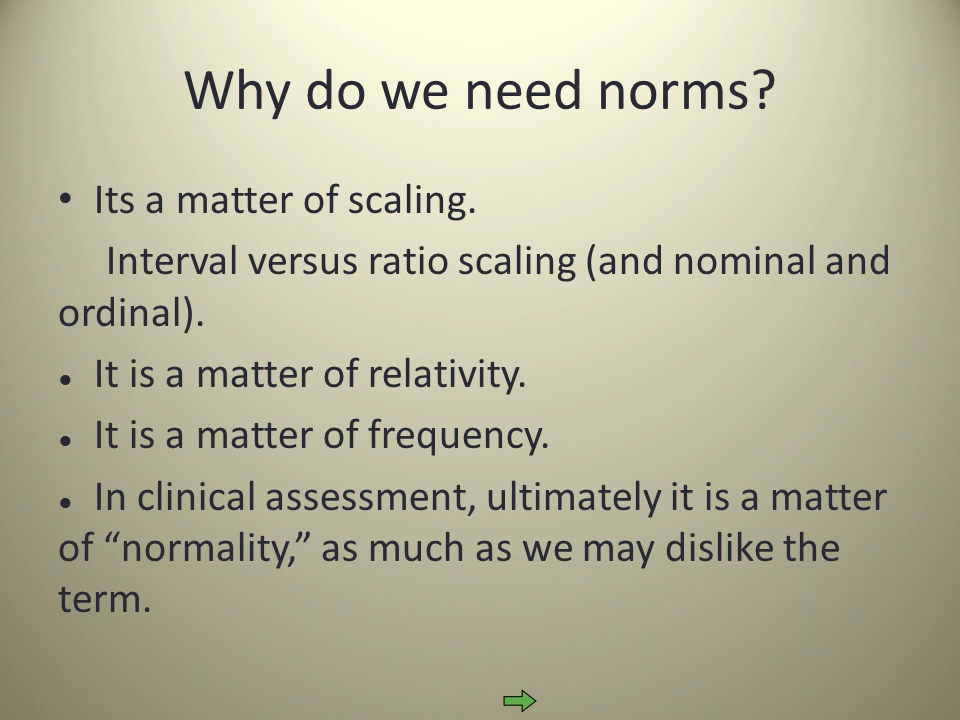 Why do we need norms?
• Its a matter of scaling.
Interval versus ratio scaling (and nominal and
ordinal).
• It is a matter of relativity.
• It is a matter of frequency.
• In clinical assessment, ultimately it is a matter
of “normality,” as much as we may dislike the
term.